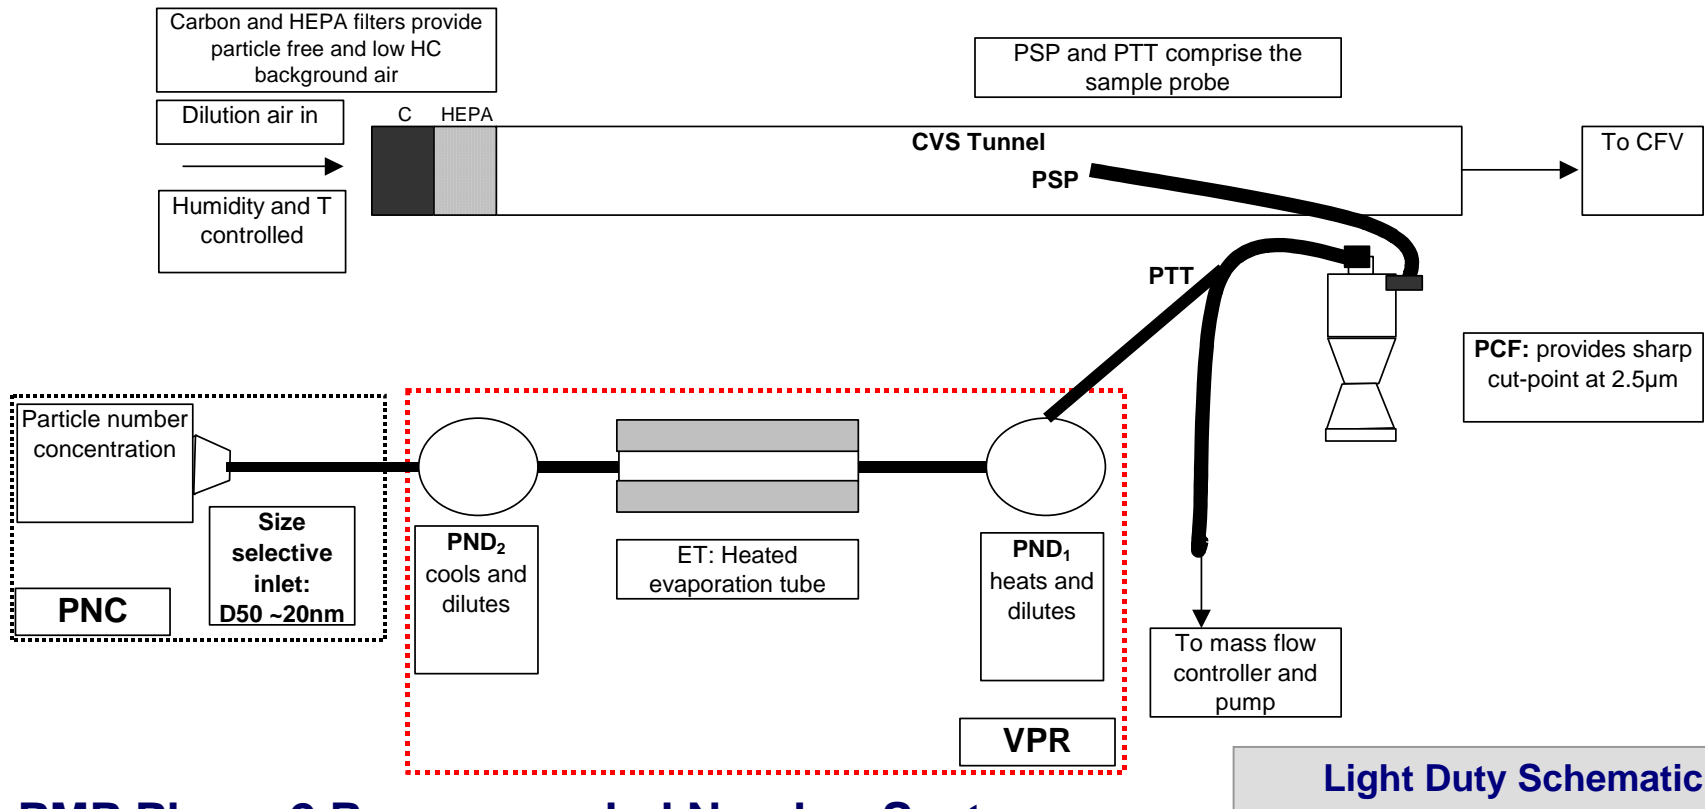 Carbon and HEPA filters provide
particle free and low HC
background air
PSP and PTT comprise the
sample probe
Dilution air in
C HEPA
CVS Tunnel
To CFV
PSP
Humidity and T
controlled
PTT
PCF: provides sharp
cut-point at 2.5µm
Particle number
concentration
Size
selective
inlet:
D50 ~20nm
PNC
PND₂
cools and
dilutes
ET: Heated
evaporation tube
PND₁
heats and
dilutes
To mass flow
controller and
pump
VPR
Light Duty Schematic